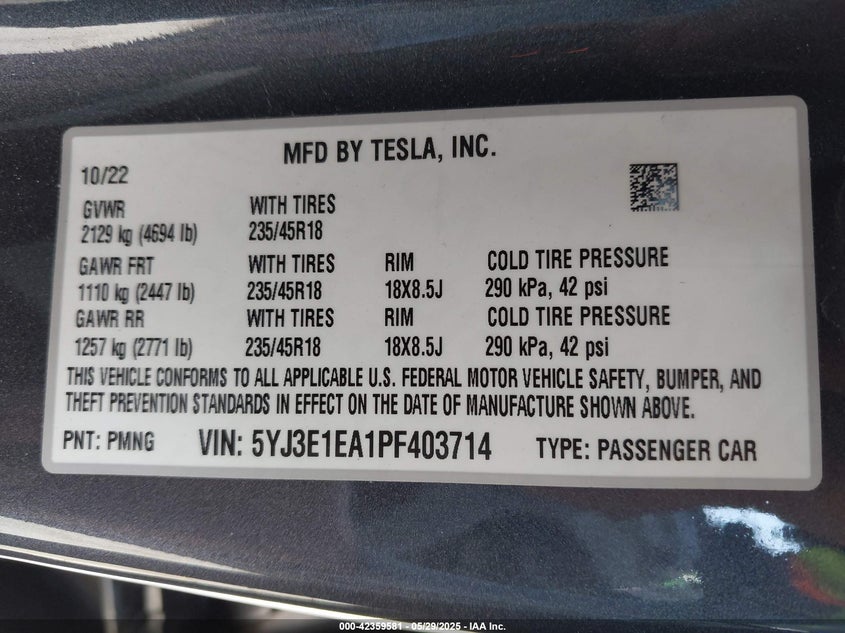 MFD BY TESLA, INC.
10/22
GVWR WITH TIRES
2129 kg (4694 lb) 235/45R18
GAWR FRT WITH TIRES RIM COLD TIRE PRESSURE
1110 kg (2447 lb) 235/45R18 18X8.5J 290 kPa, 42 psi
GAWR RR WITH TIRES RIM COLD TIRE PRESSURE
1257 kg (2771 lb) 235/45R18 18X8.5J 290 kPa, 42 psi
THIS VEHICLE CONFORMS TO ALL APPLICABLE U.S. FEDERAL MOTOR VEHICLE SAFETY, BUMPER, AND
THEFT PREVENTION STANDARDS IN EFFECT ON THE DATE OF MANUFACTURE SHOWN ABOVE.
PNT: PMNG VIN: 5YJ3E1EA1PF403714 TYPE: PASSENGER CAR
000-42359581 - 05/29/2025 - IAA Inc.